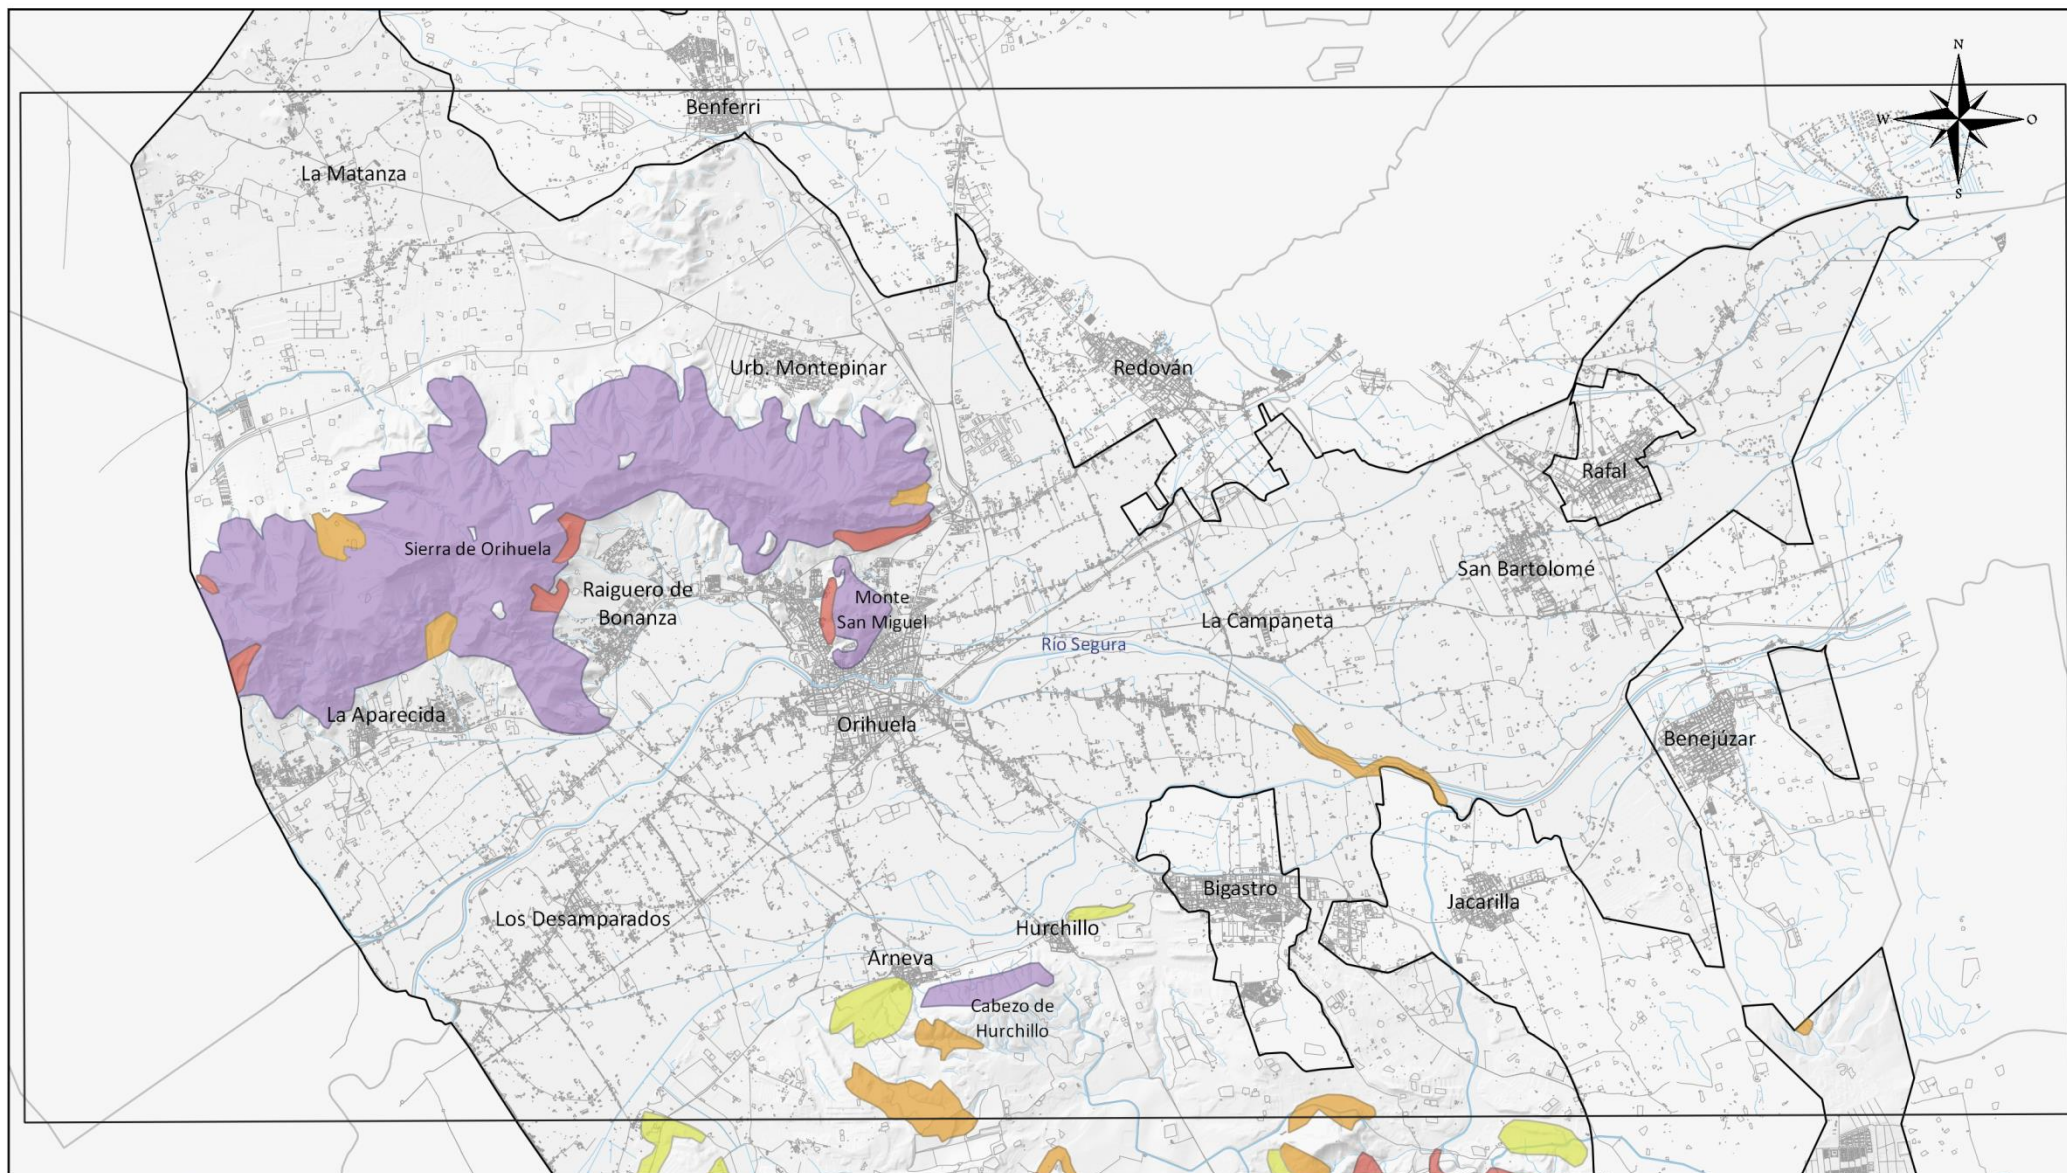 N
Benferri
W
O
La Matanza
S
Urb. Montepinar
Redován
Rafal
Sierra de Orihuela
San Bartolomé
Raiguero de
Bonanza
Monte
San Miguel
La Campaneta
Río Segura
La Aparecida
Orihuela
Benejúzar
Bigastro
Jacarilla
Los Desamparados
Hurchillo
Arneva
Cabezo de
Hurchillo